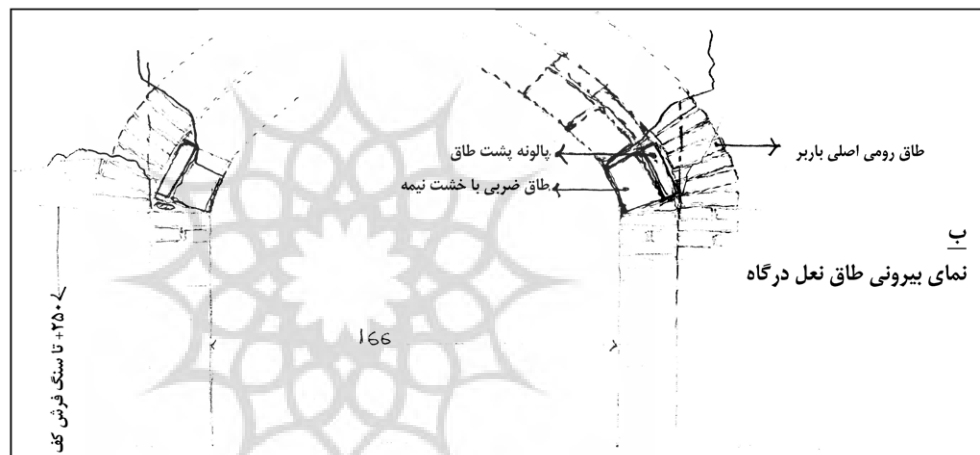 طاق رومی اصلی باربر
پالونه پشت طاق
طاق ضربی با خشت نیمه
ب
نمای بیرونی طاق نعل درگاه
166
+۲۵۰ تا سنگ فرش کف